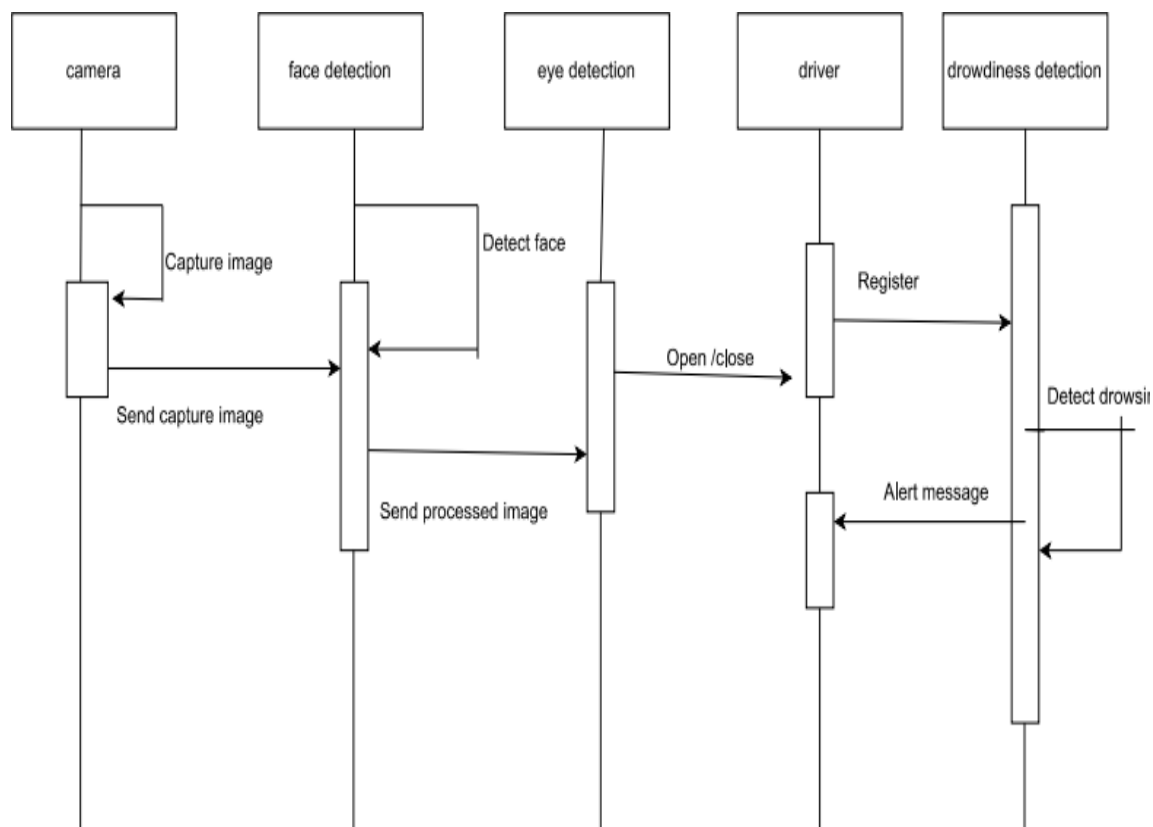 camera
face detection
eye detection
driver
drowdiness detection
Capture image
Detect face
Register
Open /close
Send capture image
Detect
Alert message
Send processed image